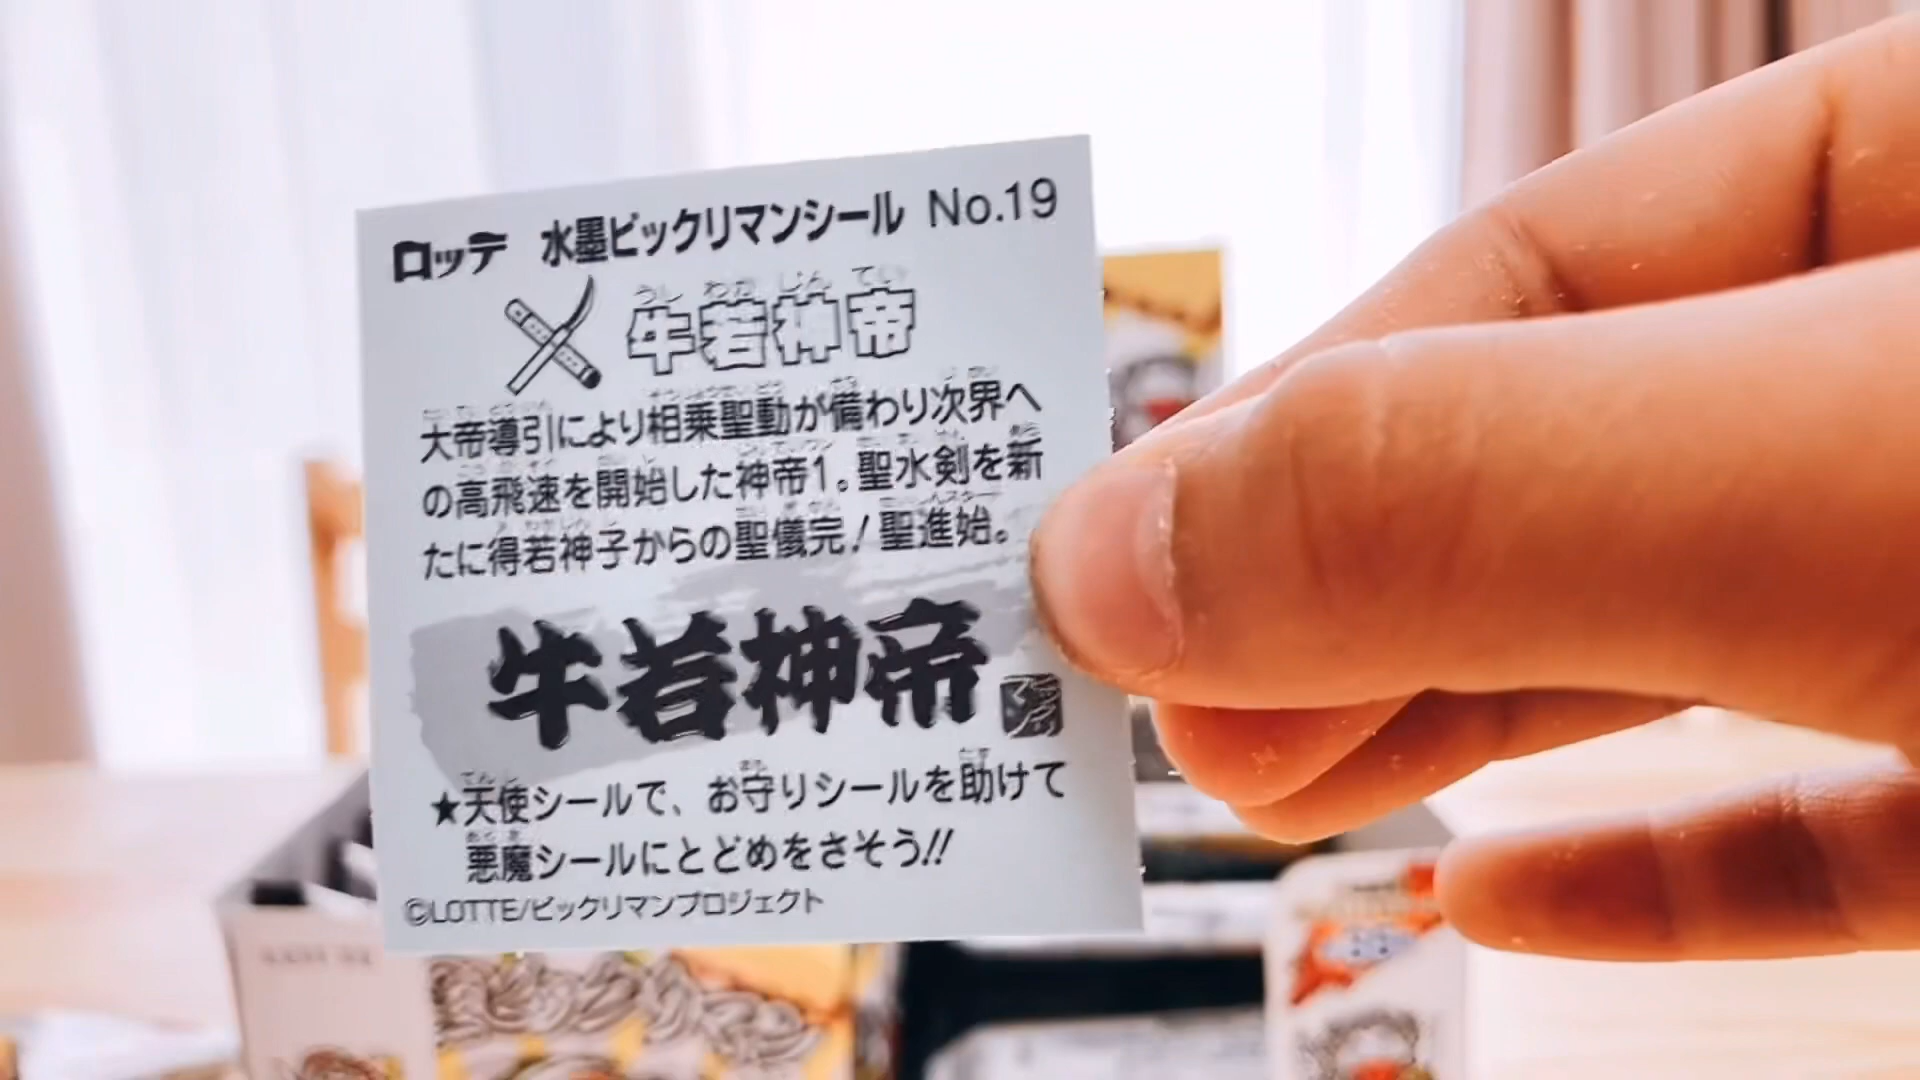 ロッテ 水墨ビックリマンシール No.19
牛若神帝
大帝導引により相乗聖動が備わり次界へ
の高飛速を開始した神帝1。聖水剣を新
たに得若神子からの聖儀完!聖進始。
牛若神帝
★天使シールで、お守りシールを助けて
悪魔シールにとどめをさそう!!
©LOTTE/ビックリマンプロジェクト